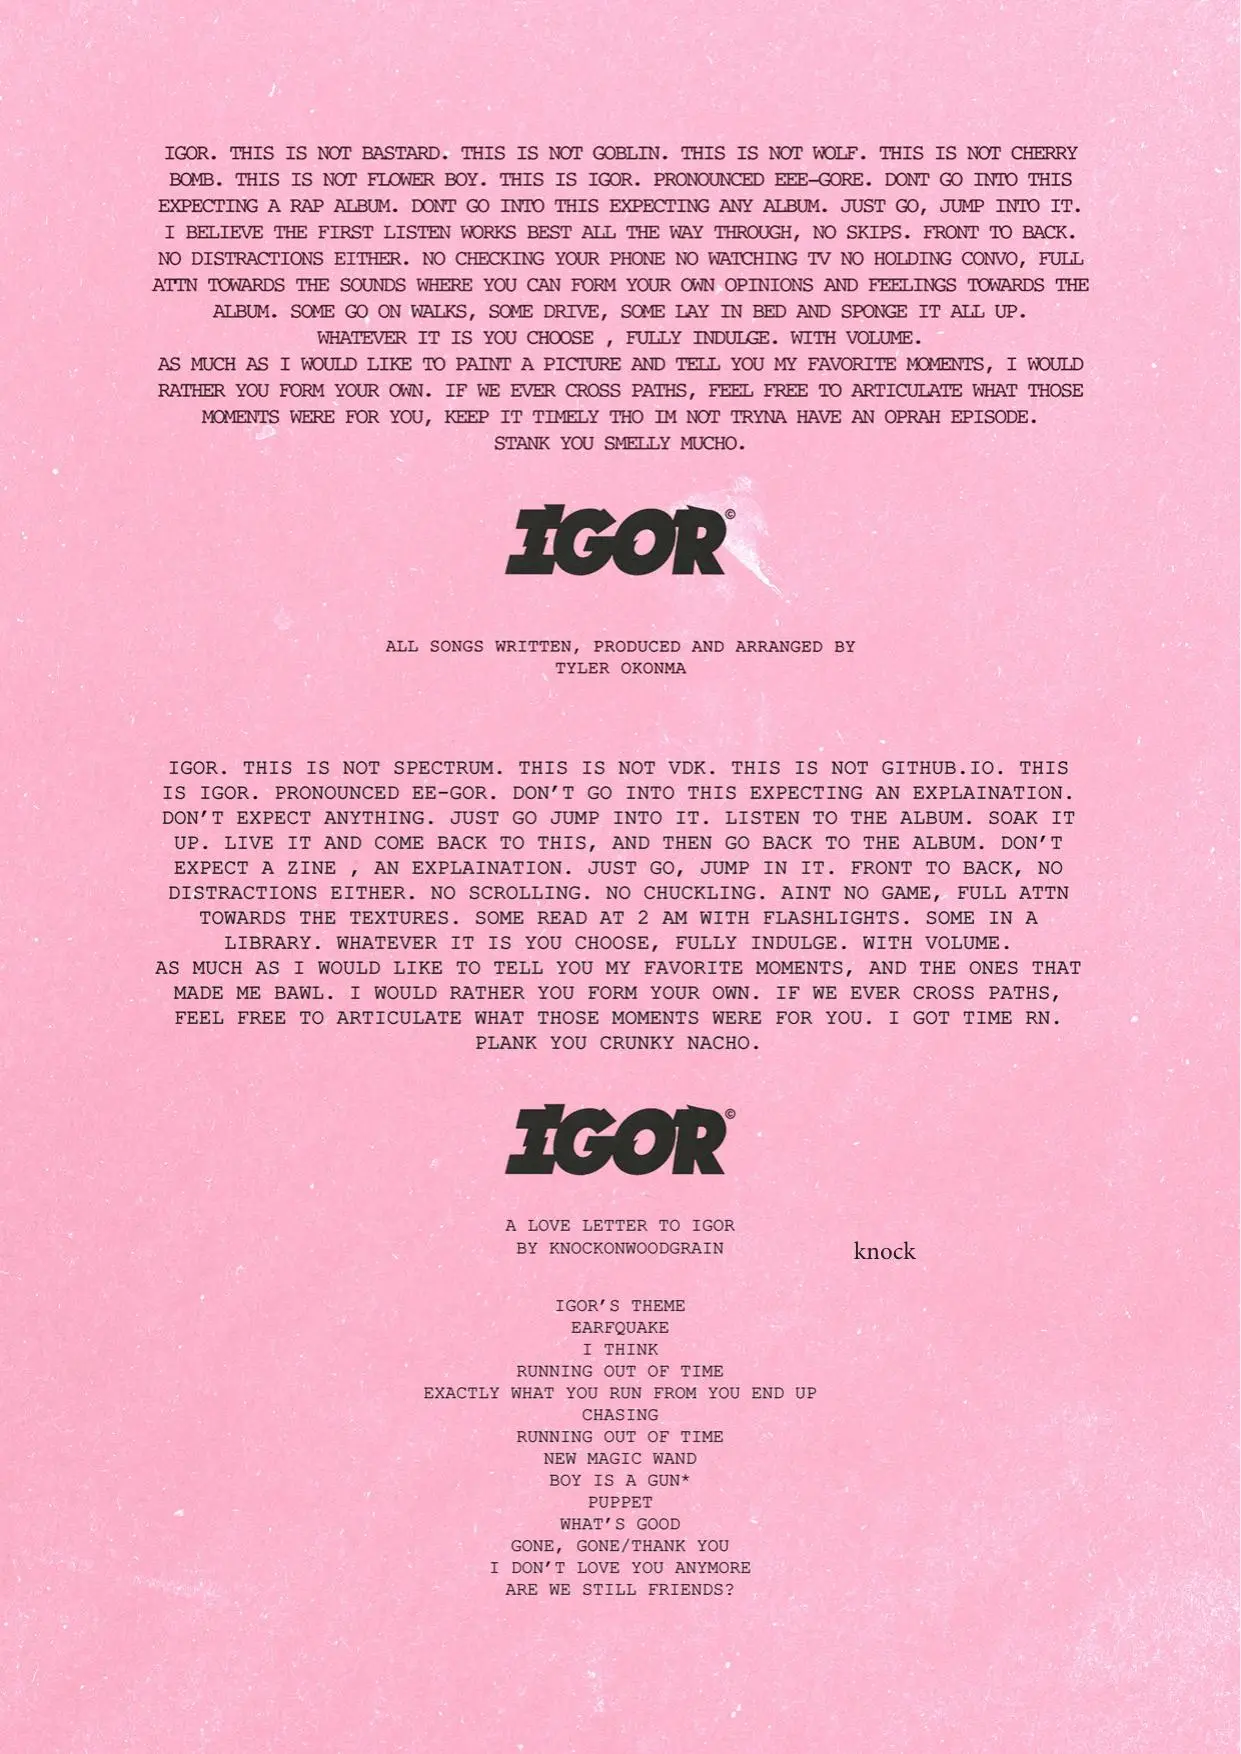 IGOR. THIS IS NOT BASTARD. THIS IS NOT GOBLIN. THIS IS NOT WOLF. THIS IS NOT CHERRY
BOMB. THIS IS NOT FLOWER BOY. THIS IS IGOR. PRONOUNCED EEE-GORE. DONT GO INTO THIS
EXPECTING A RAP ALBUM. DONT GO INTO THIS EXPECTING ANY ALBUM. JUST GO, JUMP INTO IT.
I BELIEVE THE FIRST LISTEN WORKS BEST ALL THE WAY THROUGH, NO SKIPS. FRONT TO BACK.
NO DISTRACTIONS EITHER. NO CHECKING YOUR PHONE NO WATCHING TV NO HOLDING CONVO, FULL
ATTN TOWARDS THE SOUNDS WHERE YOU CAN FORM YOUR OWN OPINIONS AND FEELINGS TOWARDS THE
ALBUM. SOME GO ON WALKS, SOME DRIVE, SOME LAY IN BED AND SPONGE IT ALL UP.
WHATEVER IT IS YOU CHOOSE , FULLY INDULGE. WITH VOLUME.
AS MUCH AS I WOULD LIKE TO PAINT A PICTURE AND TELL YOU MY FAVORITE MOMENTS, I WOULD
RATHER YOU FORM YOUR OWN. IF WE EVER CROSS PATHS, FEEL FREE TO ARTICULATE WHAT THOSE
MOMENTS WERE FOR YOU, KEEP IT TIMELY THO IM NOT TRYNA HAVE AN OPRAH EPISODE.
STANK YOU SMELLY MUCHO.
IGOR©
ALL SONGS WRITTEN, PRODUCED AND ARRANGED BY
TYLER OKONMA
IGOR. THIS IS NOT SPECTRUM. THIS IS NOT VDK. THIS IS NOT GITHUB.IO. THIS
IS IGOR. PRONOUNCED EE-GOR. DON'T GO INTO THIS EXPECTING AN EXPLAINATION.
DON'T EXPECT ANYTHING. JUST GO JUMP INTO IT. LISTEN TO THE ALBUM. SOAK IT
UP. LIVE IT AND COME BACK TO THIS, AND THEN GO BACK TO THE ALBUM. DON'T
EXPECT A ZINE , AN EXPLAINATION. JUST GO, JUMP IN IT. FRONT TO BACK, NO
DISTRACTIONS EITHER. NO SCROLLING. NO CHUCKLING. AINT NO GAME, FULL ATTN
TOWARDS THE TEXTURES. SOME READ AT 2 AM WITH FLASHLIGHTS. SOME IN A
LIBRARY. WHATEVER IT IS YOU CHOOSE, FULLY INDULGE. WITH VOLUME.
AS MUCH AS I WOULD LIKE TO TELL YOU MY FAVORITE MOMENTS, AND THE ONES THAT
MADE ME BAWL. I WOULD RATHER YOU FORM YOUR OWN. IF WE EVER CROSS PATHS,
FEEL FREE TO ARTICULATE WHAT THOSE MOMENTS WERE FOR YOU. I GOT TIME RN.
PLANK YOU CRUNKY NACHO.
IGOR©
A LOVE LETTER TO IGOR
BY KNOCKONWOODGRAIN
knock
IGOR'S THEME
EARFQUAKE
I THINK
RUNNING OUT OF TIME
EXACTLY WHAT YOU RUN FROM YOU END UP
CHASING
RUNNING OUT OF TIME
NEW MAGIC WAND
BOY IS A GUN*
PUPPET
WHAT'S GOOD
GONE, GONE/THANK YOU
I DON'T LOVE YOU ANYMORE
ARE WE STILL FRIENDS?